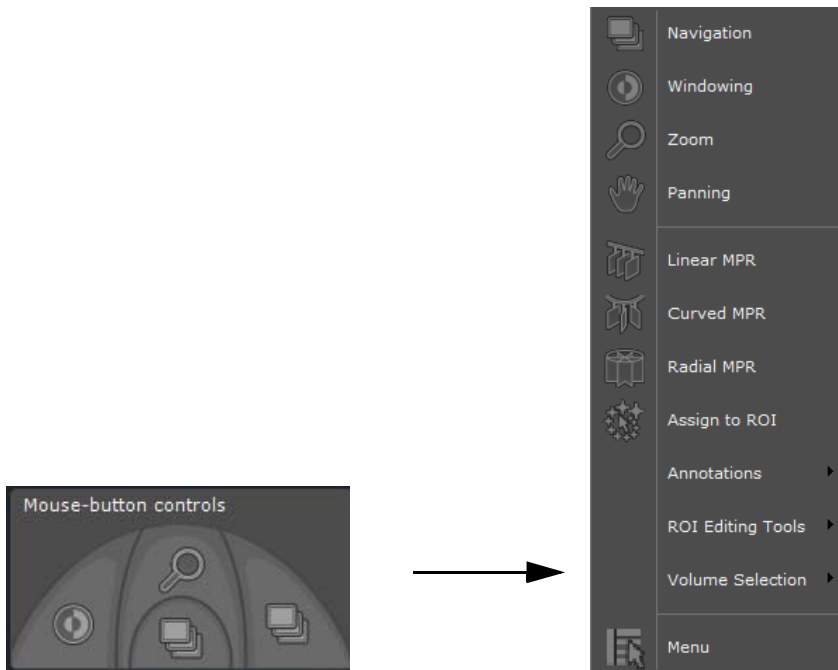 Mouse-button controls
Navigation
Windowing
Zoom
Panning
Linear MPR
Curved MPR
Radial MPR
Assign to ROI
Annotations
ROI Editing Tools
Volume Selection
Menu